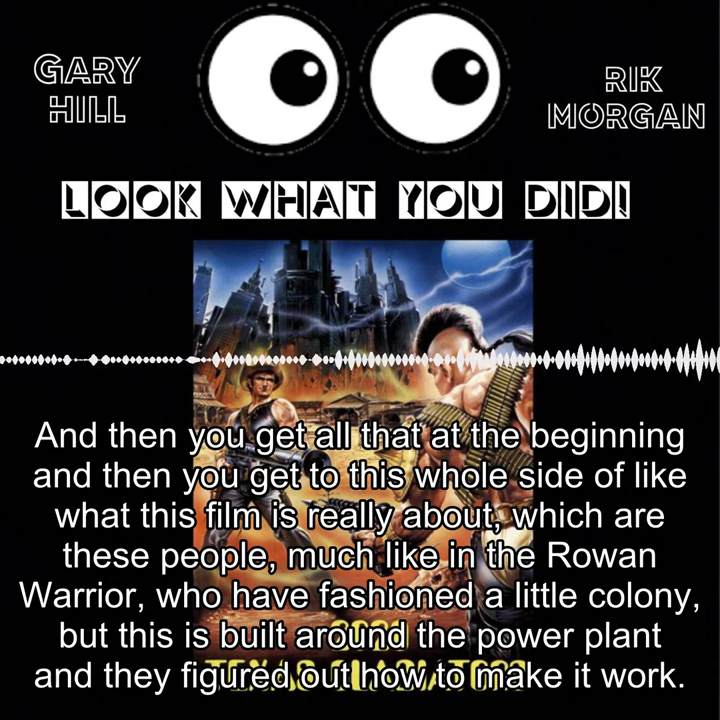 GARY
HILL
RIK
MORGAN
LOOK WHAT YOU DID!
And then you get all that at the beginning
and then you get to this whole side of like
what this film is really about, which are
these people, much like in the Rowan
Warrior, who have fashioned a little colony,
but this is built around the power plant
and they figured out how to make it work.